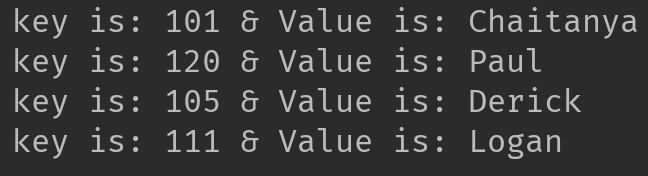 key is: 101 & Value is: Chaitanya
key is: 120 & Value is: Paul
key is: 105 & Value is: Derick
key is: 111 & Value is: Logan